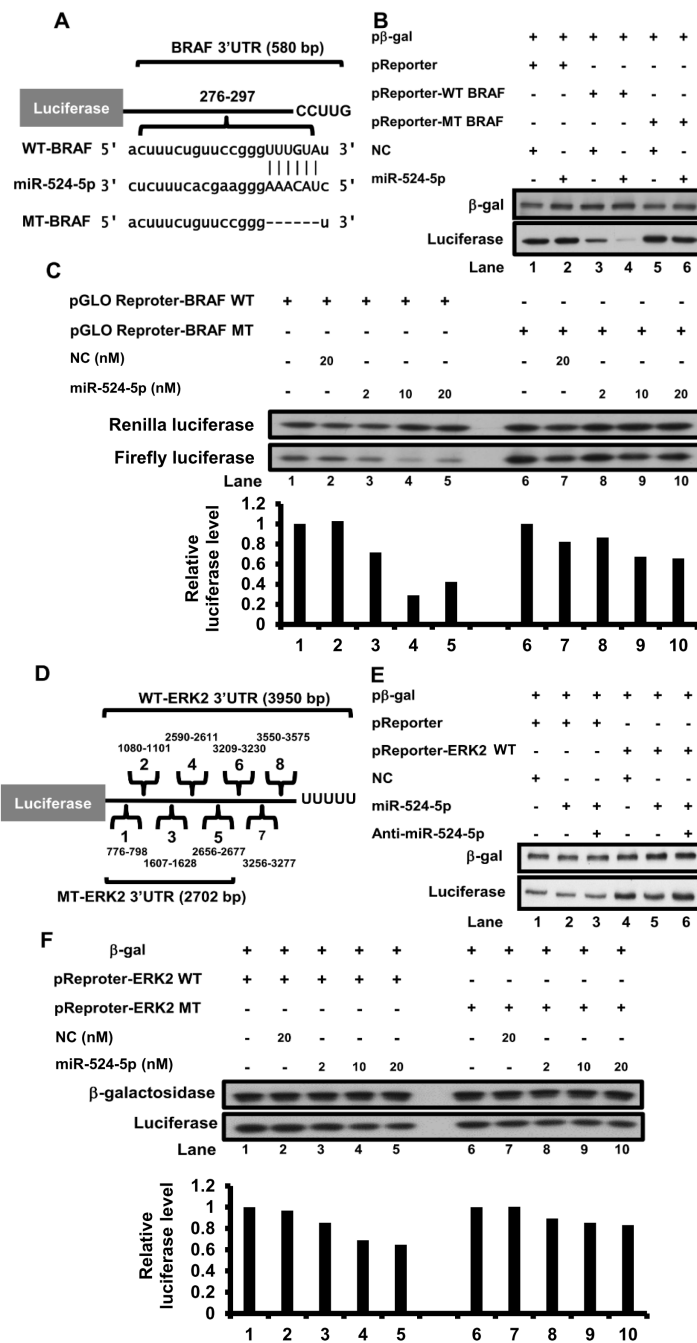 A
BRAF 3'UTR (580 bp)
Luciferase
276-297
CCUUG
WT-BRAF 5' acuuucuguuccgggUUUGUAu 3'
miR-524-5p 3' cucuuucacgaagggAAACAUc 5'
MT-BRAF 5' acuuucuguuccggg------u 3'
B
pβ-gal + + + + + +
pReporter + + - - - -
pReporter-WT BRAF - - + + - -
pReporter-MT BRAF - - - - + +
NC + - + - + -
miR-524-5p - + - + - +
β-gal
Luciferase
Lane 1 2 3 4 5 6
C
pGLO Reproter-BRAF WT + + + + + - - - - -
pGLO Reproter-BRAF MT - - - - - + + + + +
NC (nM) - 20 - - - - 20 - - -
miR-524-5p (nM) - - 2 10 20 - - 2 10 20
Renilla luciferase
Firefly luciferase
Lane 1 2 3 4 5 6 7 8 9 10
Relative luciferase level
1.2
1
0.8
0.6
0.4
0.2
0
1 2 3 4 5 6 7 8 9 10
D
WT-ERK2 3'UTR (3950 bp)
2590-2611 3550-3575
1080-1101 3209-3230
2 4 6 8
Luciferase
UUUUU
1 3 5 7
776-798 2656-2677
1607-1628 3256-3277
MT-ERK2 3'UTR (2702 bp)
E
pβ-gal + + + + + +
pReporter + + + - - -
pReporter-ERK2 WT - - - + + +
NC + - - + - -
miR-524-5p - + + - + +
Anti-miR-524-5p - - + - - +
β-gal
Luciferase
Lane 1 2 3 4 5 6
F
β-gal + + + + + + + + + +
pReproter-ERK2 WT + + + + + - - - - -
pReproter-ERK2 MT - - - - - + + + + +
NC (nM) - 20 - - - - 20 - - -
miR-524-5p (nM) - - 2 10 20 - - 2 10 20
β-galactosidase
Luciferase
Lane 1 2 3 4 5 6 7 8 9 10
Relative luciferase level
1.2
1
0.8
0.6
0.4
0.2
0
1 2 3 4 5 6 7 8 9 10